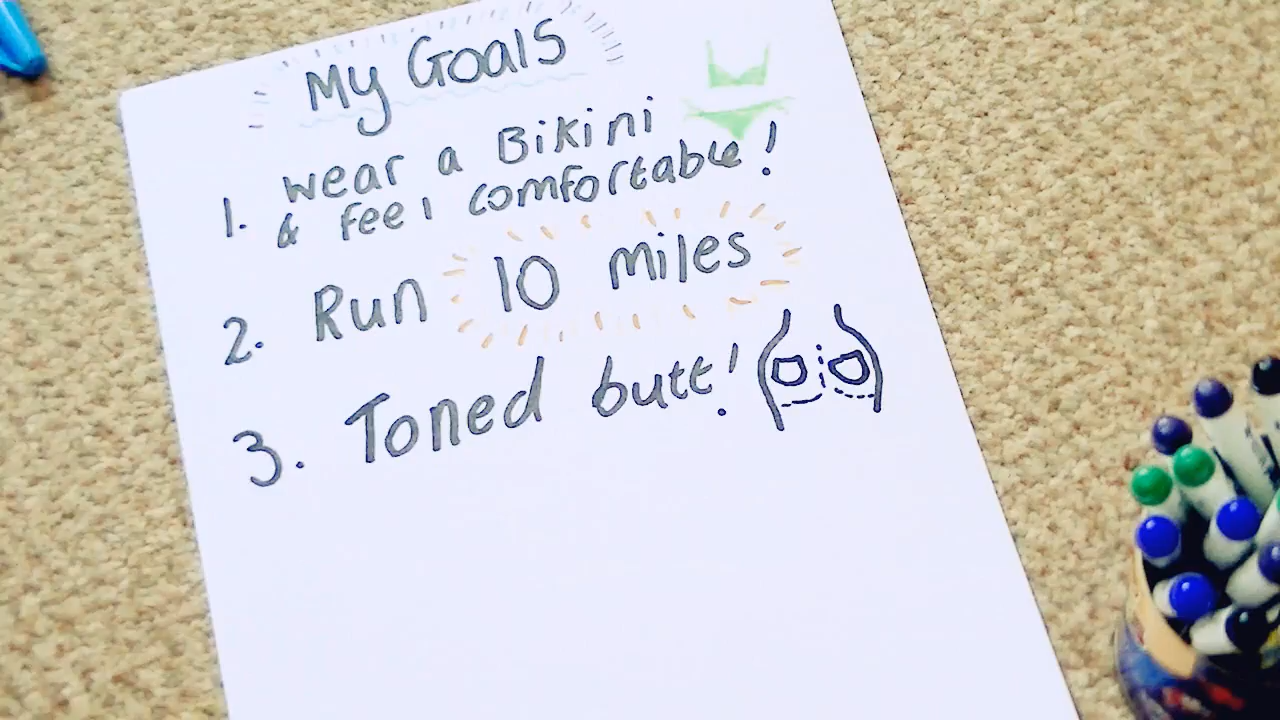 My Goals
1. wear a Bikini
& feel comfortable!
2. Run 10 miles
3. Toned butt!